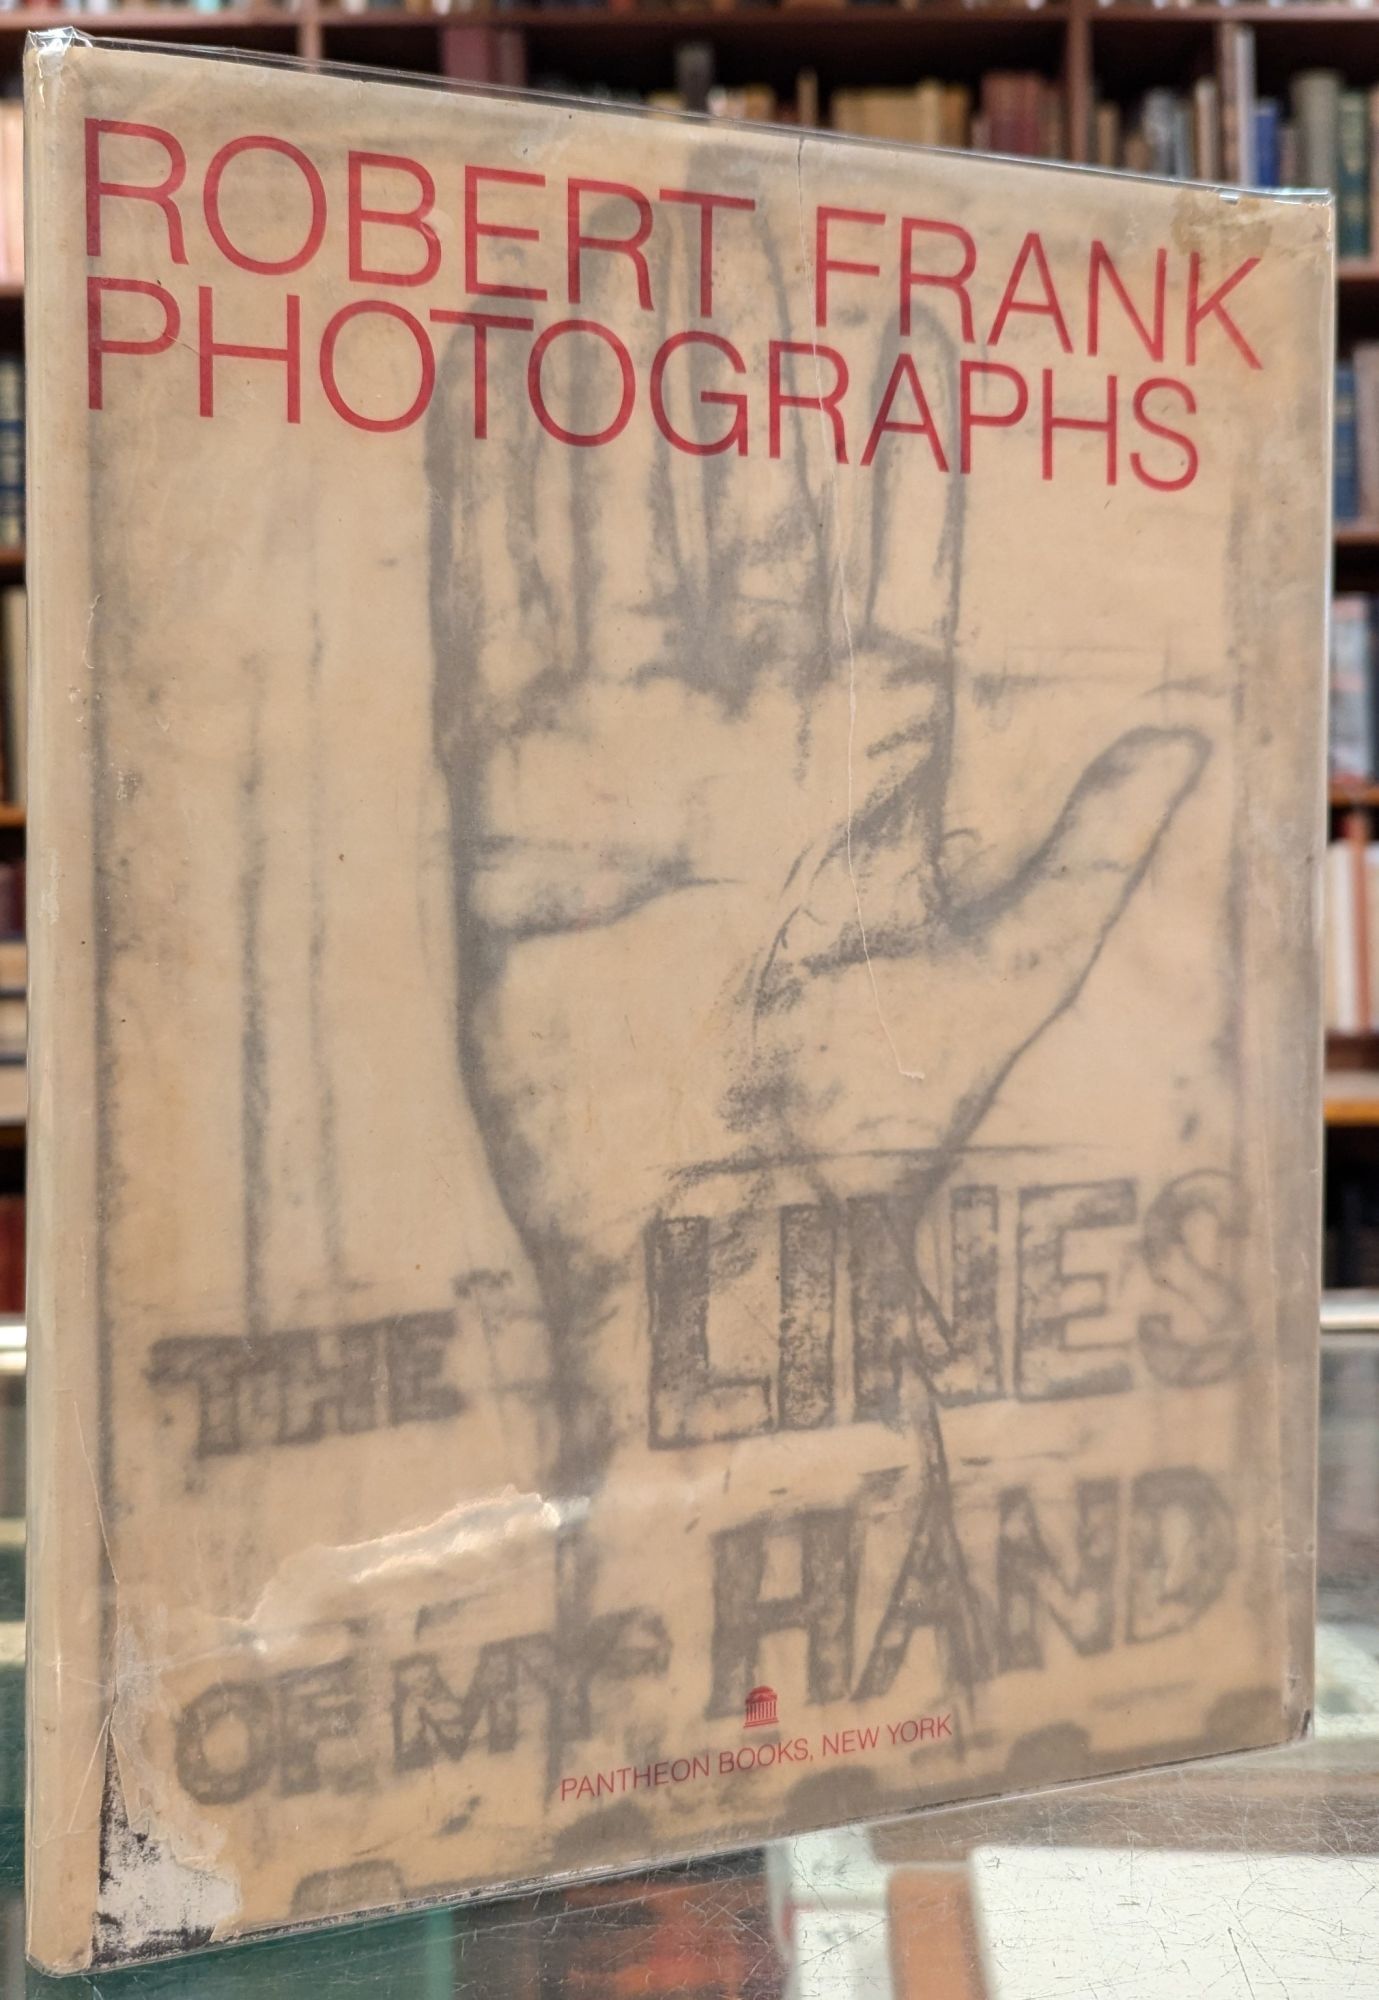 ROBERT FRANK
PHOTOGRAPHS
THE LINES
OF MY HAND
PANTHEON BOOKS, NEW YORK